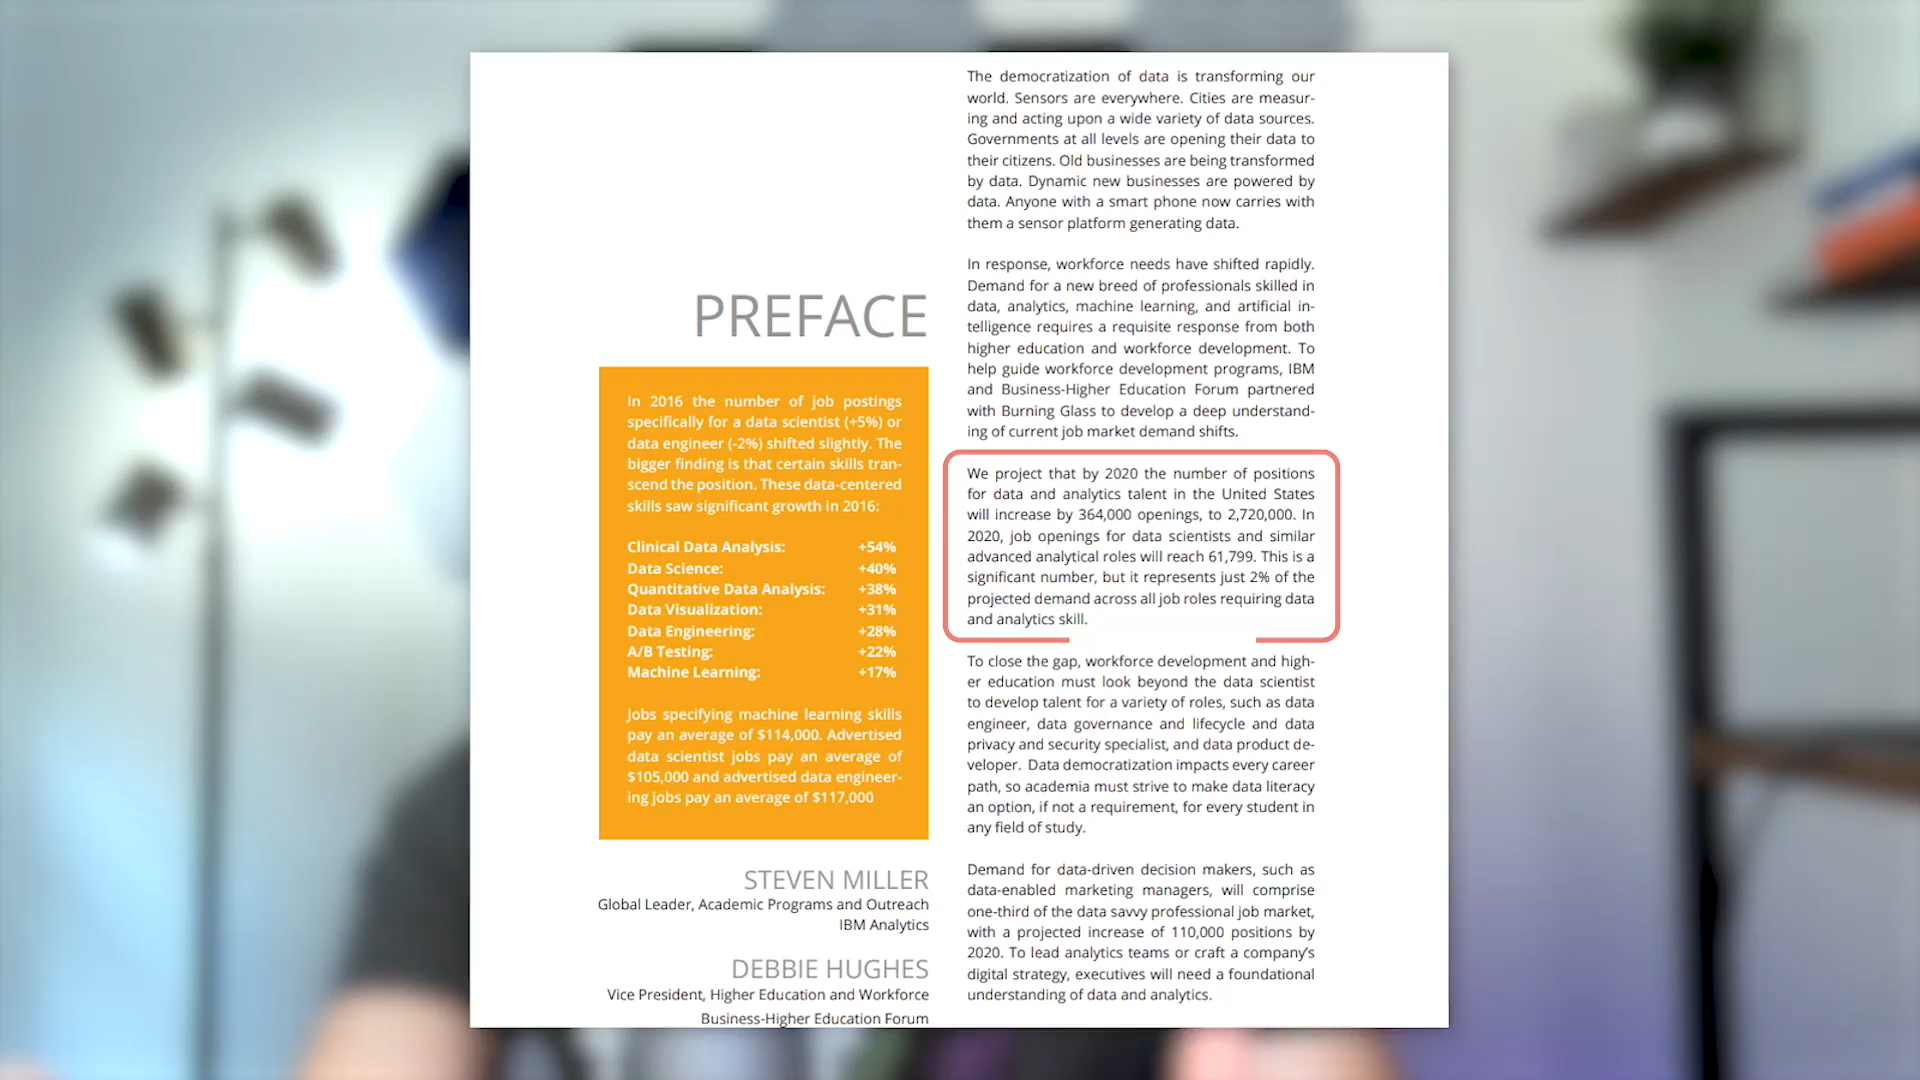 PREFACE
In 2016 the number of job postings
specifically for a data scientist (+5%) or
data engineer (-2%) shifted slightly. The
bigger finding is that certain skills tran-
scend the position. These data-centered
skills saw significant growth in 2016:
Clinical Data Analysis: +54%
Data Science: +40%
Quantitative Data Analysis: +38%
Data Visualization: +31%
Data Engineering: +28%
A/B Testing: +22%
Machine Learning: +17%
Jobs specifying machine learning skills
pay an average of $114,000. Advertised
data scientist jobs pay an average of
$105,000 and advertised data engineer-
ing jobs pay an average of $117,000
STEVEN MILLER
Global Leader, Academic Programs and Outreach
IBM Analytics
DEBBIE HUGHES
Vice President, Higher Education and Workforce
Business-Higher Education Forum
The democratization of data is transforming our
world. Sensors are everywhere. Cities are measur-
ing and acting upon a wide variety of data sources.
Governments at all levels are opening their data to
their citizens. Old businesses are being transformed
by data. Dynamic new businesses are powered by
data. Anyone with a smart phone now carries with
them a sensor platform generating data.
In response, workforce needs have shifted rapidly.
Demand for a new breed of professionals skilled in
data, analytics, machine learning, and artificial in-
telligence requires a requisite response from both
higher education and workforce development. To
help guide workforce development programs, IBM
and Business-Higher Education Forum partnered
with Burning Glass to develop a deep understand-
ing of current job market demand shifts.
We project that by 2020 the number of positions
for data and analytics talent in the United States
will increase by 364,000 openings, to 2,720,000. In
2020, job openings for data scientists and similar
advanced analytical roles will reach 61,799. This is a
significant number, but it represents just 2% of the
projected demand across all job roles requiring data
and analytics skill.
To close the gap, workforce development and high-
er education must look beyond the data scientist
to develop talent for a variety of roles, such as data
engineer, data governance and lifecycle and data
privacy and security specialist, and data product de-
veloper. Data democratization impacts every career
path, so academia must strive to make data literacy
an option, if not a requirement, for every student in
any field of study.
Demand for data-driven decision makers, such as
data-enabled marketing managers, will comprise
one-third of the data savvy professional job market,
with a projected increase of 110,000 positions by
2020. To lead analytics teams or craft a company's
digital strategy, executives will need a foundational
understanding of data and analytics.